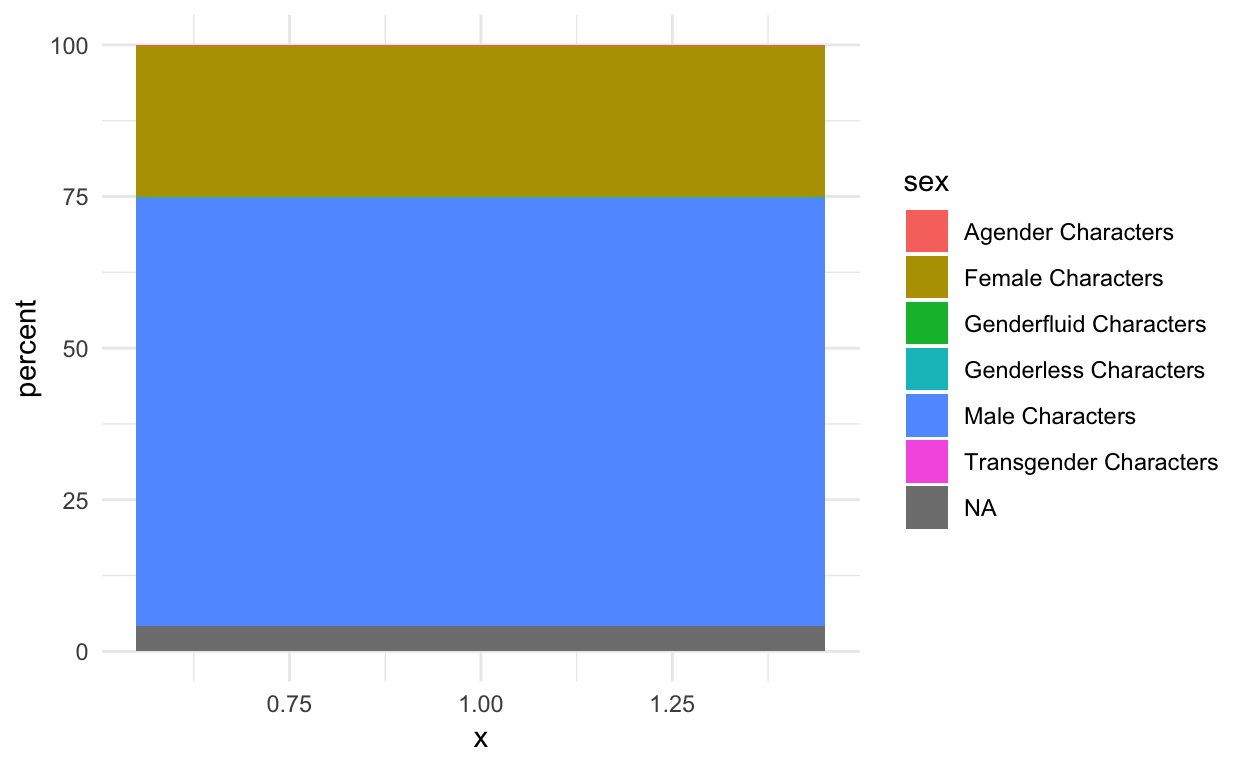 100
75
50
25
0
percent
0.75
1.00
1.25
x
sex
Agender Characters
Female Characters
Genderfluid Characters
Genderless Characters
Male Characters
Transgender Characters
NA